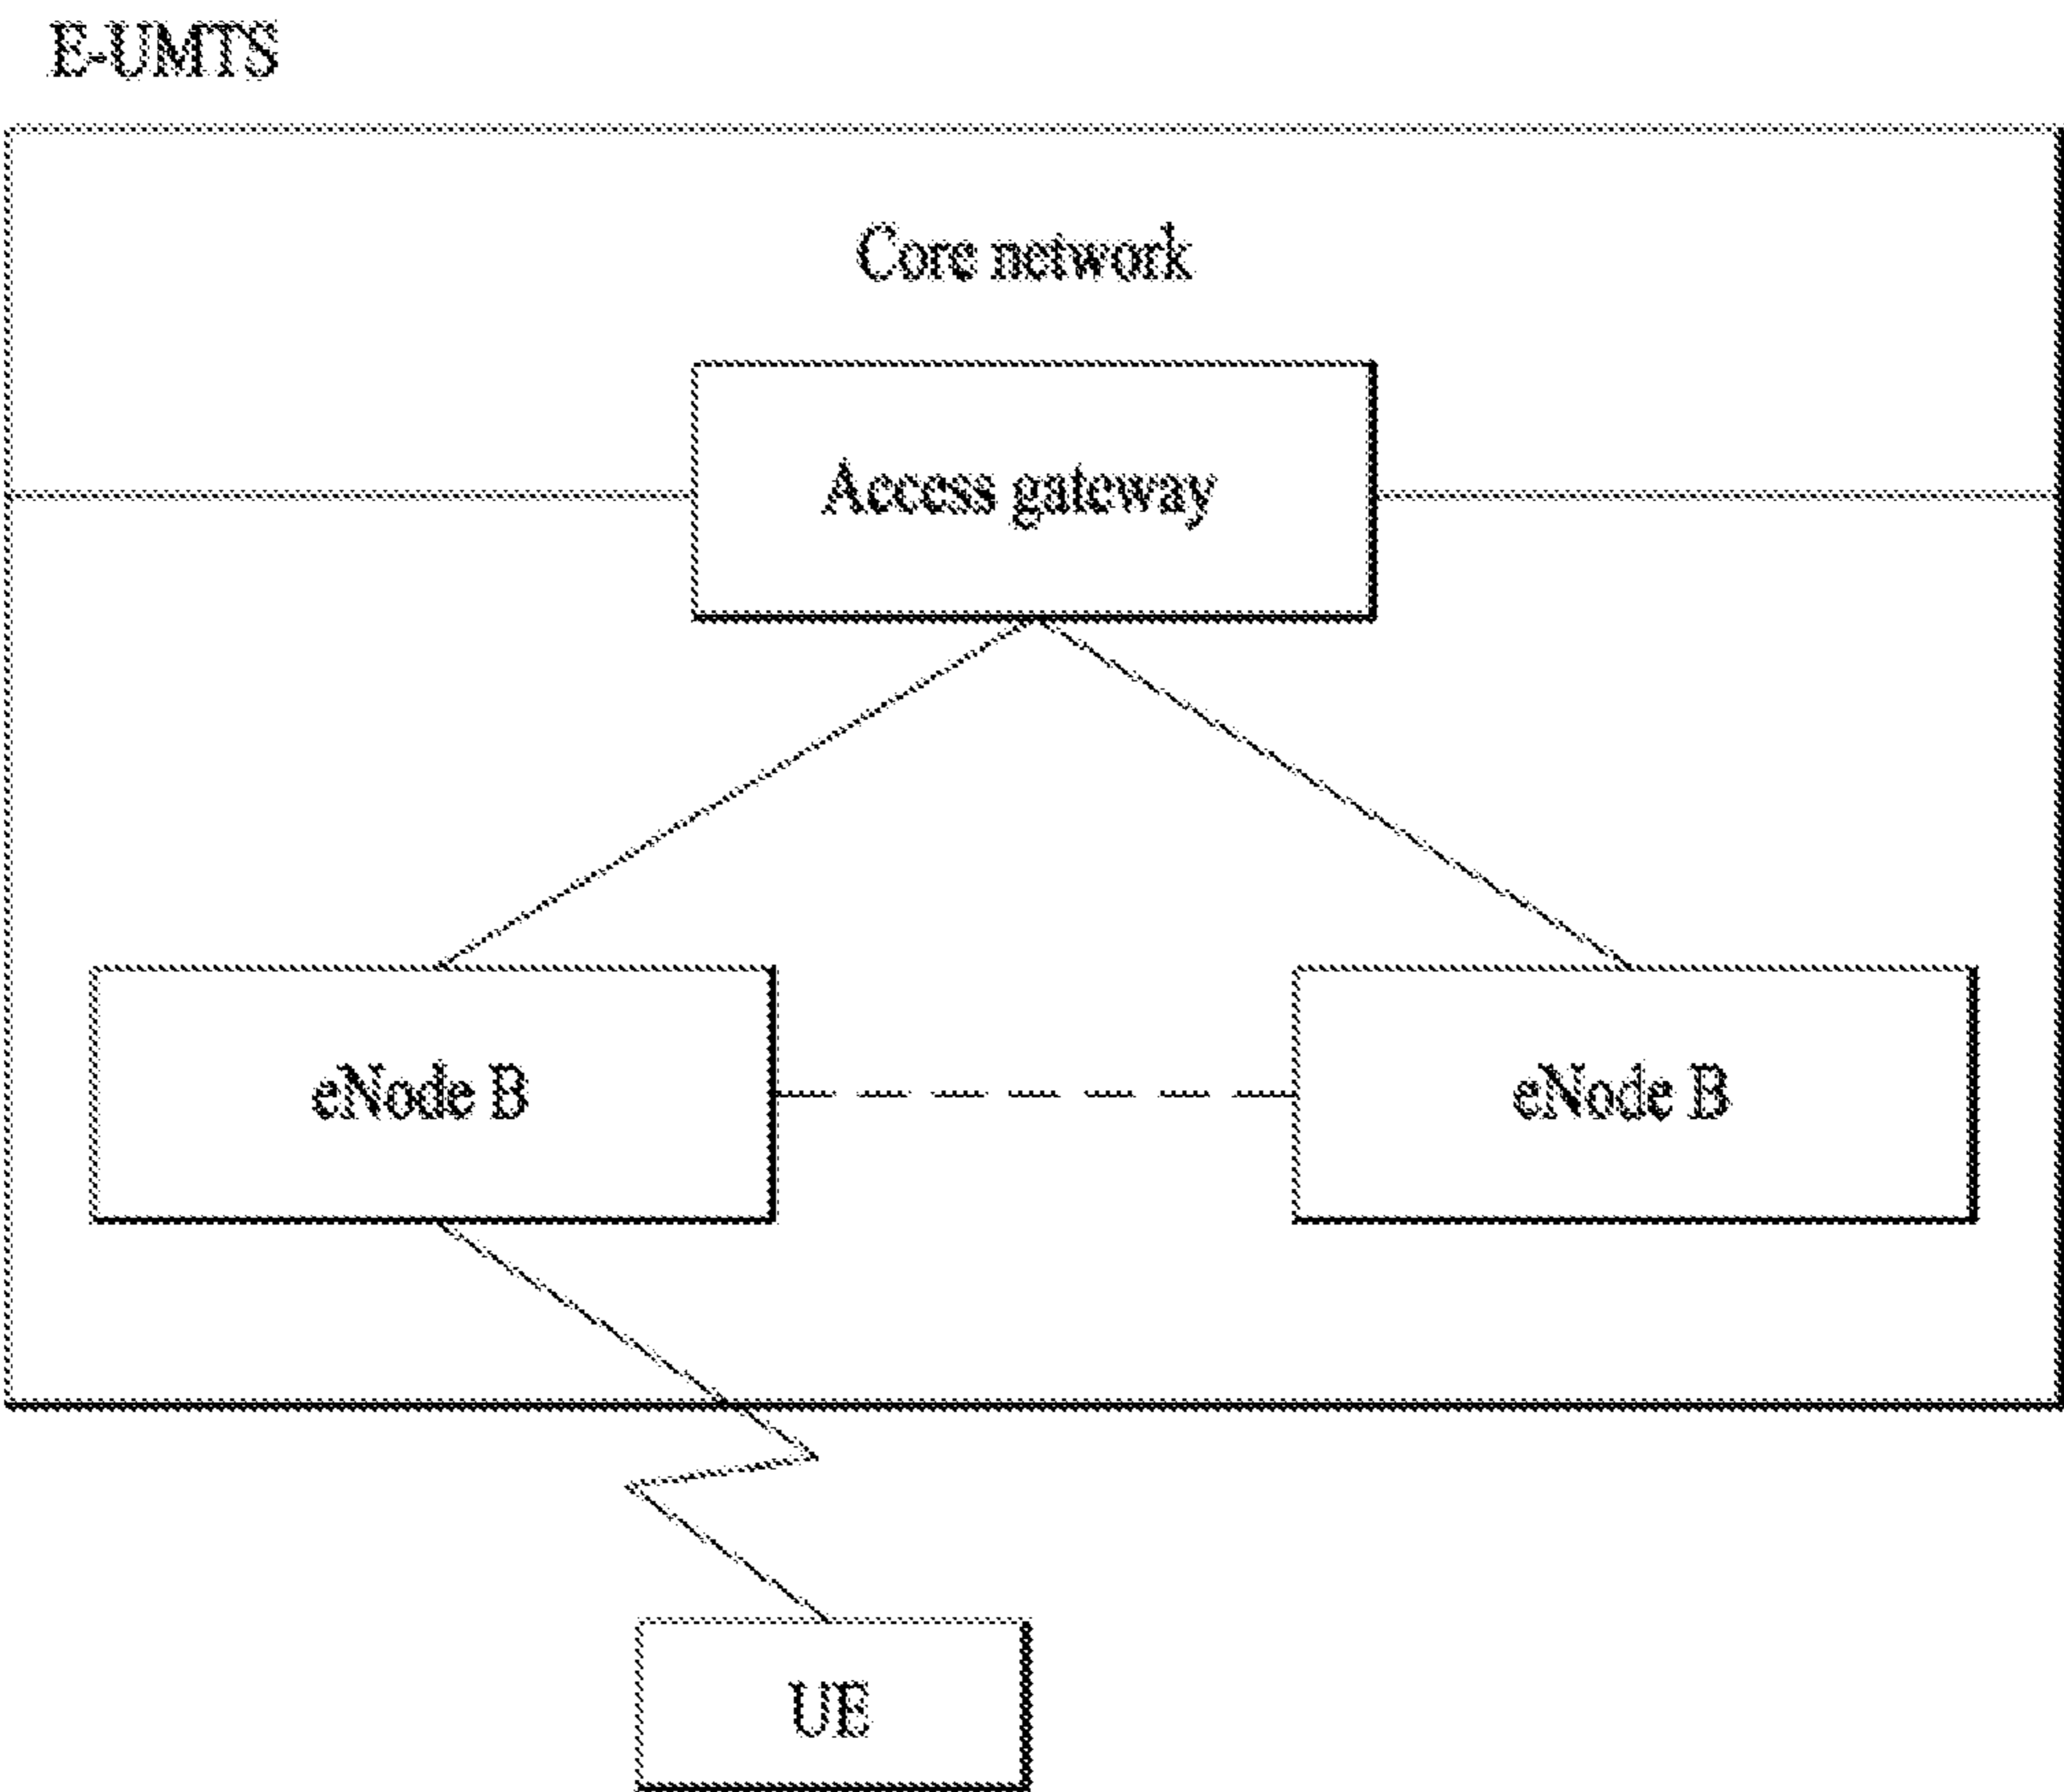 E-UMTS
Core network
Access gateway
eNode B
eNode B
UE